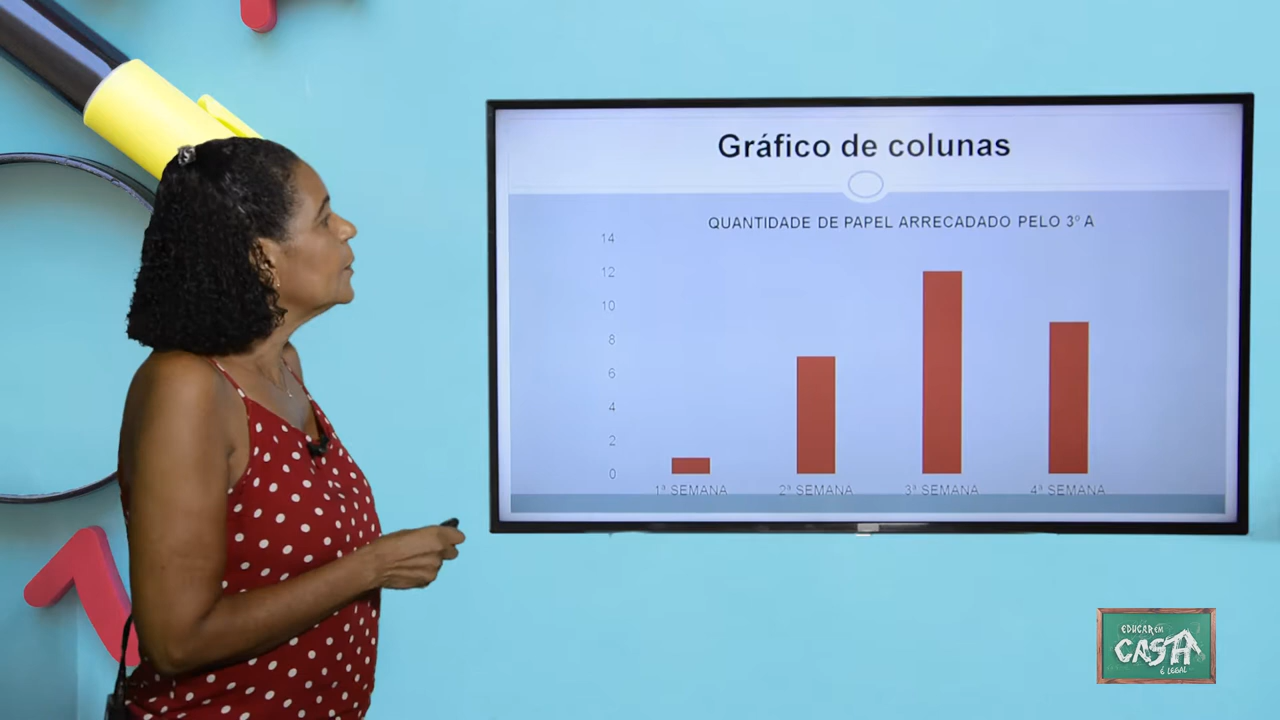 Gráfico de colunas
QUANTIDADE DE PAPEL ARRECADADO PELO 3º A
14
12
10
8
6
4
2
0
1ª SEMANA 2ª SEMANA 3ª SEMANA 4ª SEMANA
EDUCAR EM
CASA
É LEGAL